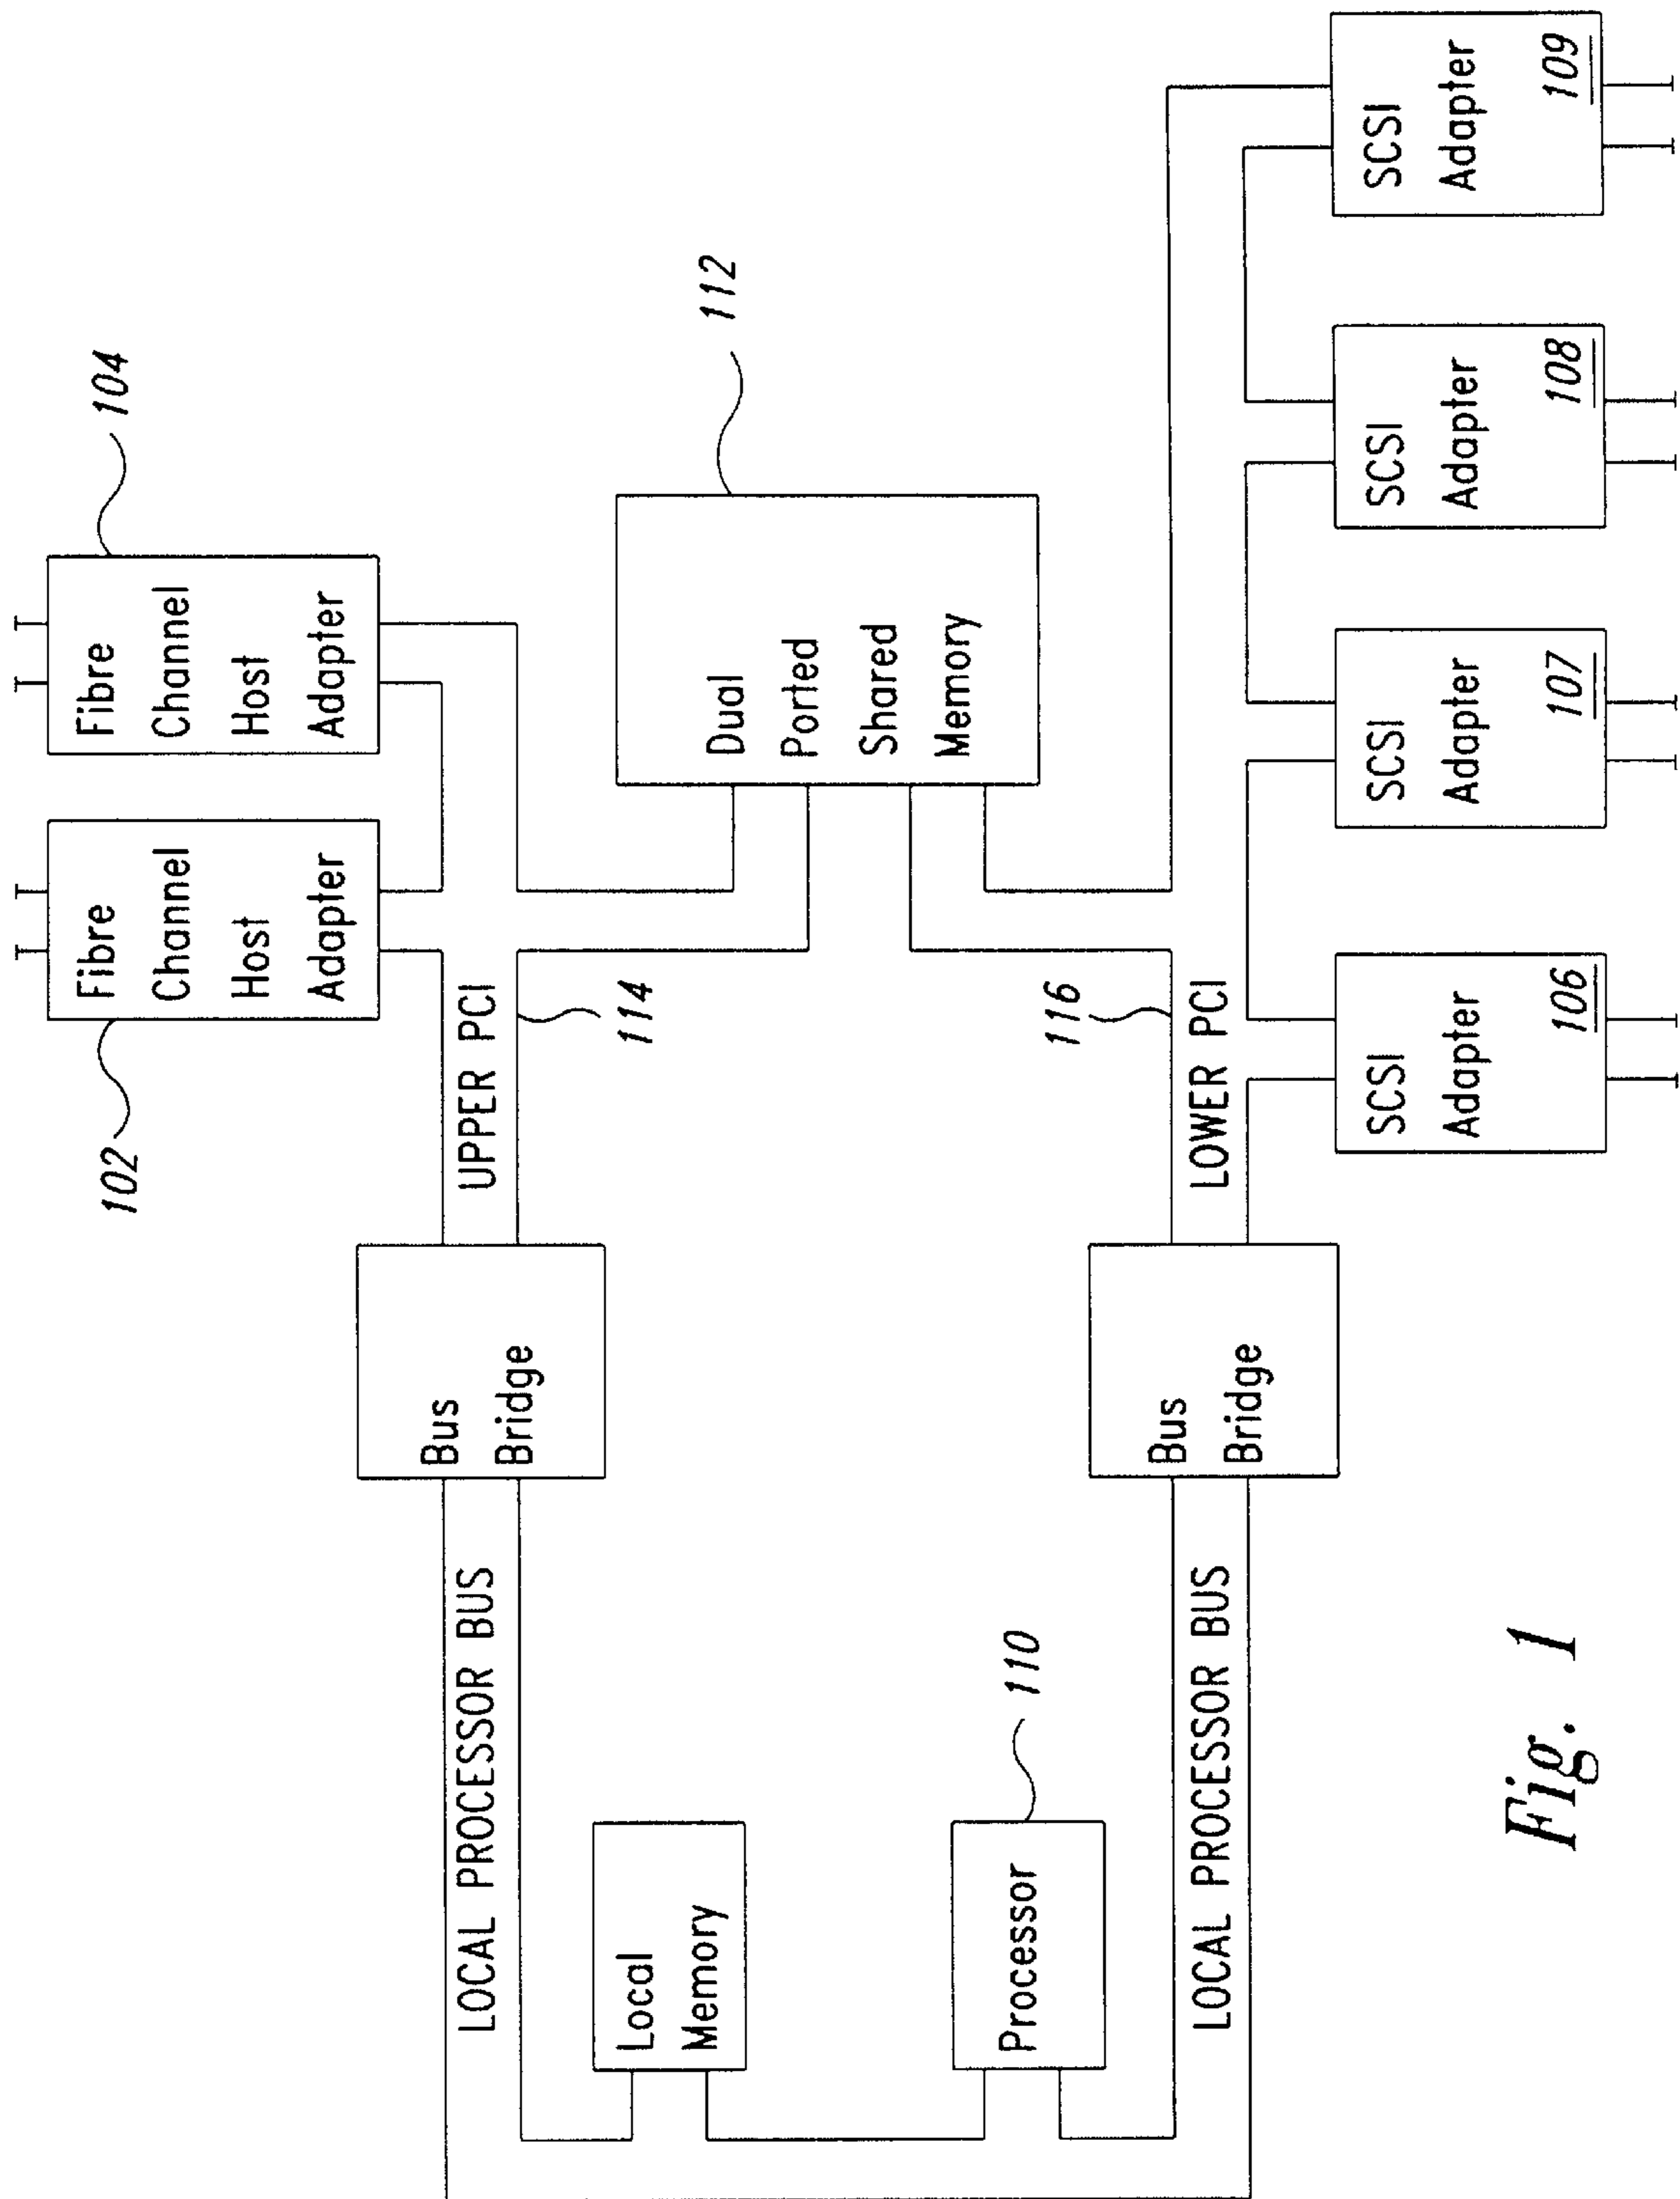 102
Fibre
Channel
Host
Adapter
Fibre
Channel
Host
Adapter
104
LOCAL PROCESSOR BUS
Bus
Bridge
UPPER PCI
114
Local
Memory
Dual
Ported
Shared
Memory
112
Processor
110
116
LOCAL PROCESSOR BUS
Bus
Bridge
LOWER PCI
SCSI
Adapter
106
SCSI
Adapter
107
SCSI
Adapter
108
SCSI
Adapter
109
Fig. 1